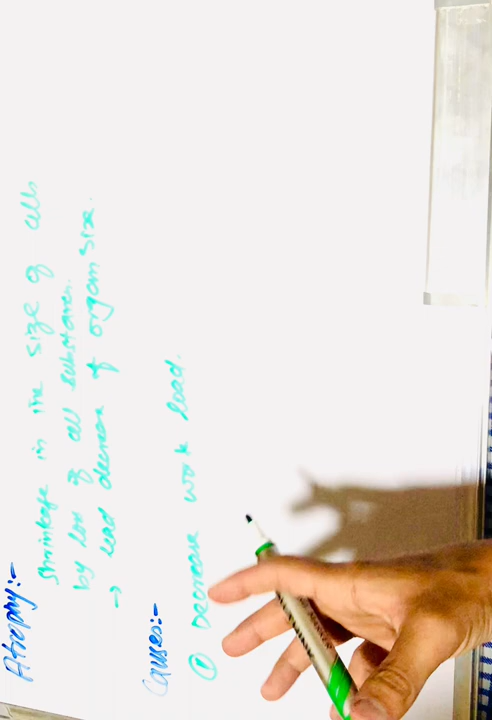 Atrophy:-
Shrinkage in the size of cells
by loss of cell substances.
→ lead decrease of organ size.
Causes:-
① Decrease work load.